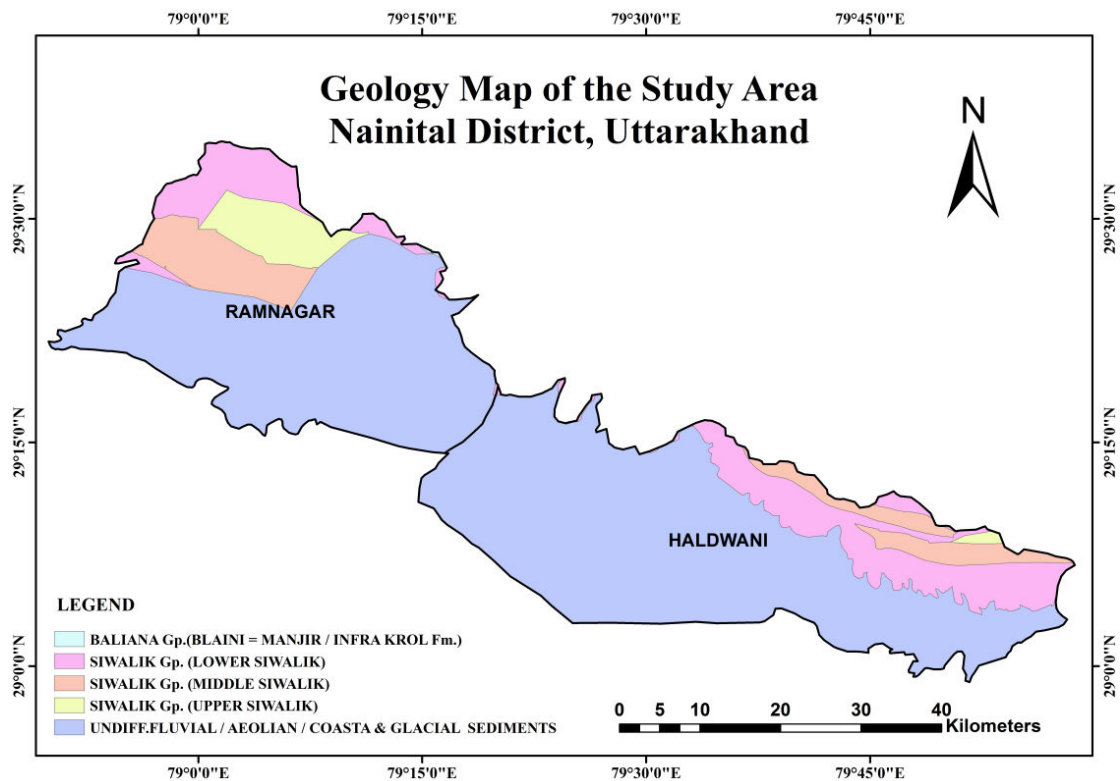 79°0'0"E 79°15'0"E 79°30'0"E 79°45'0"E
Geology Map of the Study Area
Nainital District, Uttarakhand
N
29°30'0"N 29°30'0"N
RAMNAGAR
29°15'0"N 29°15'0"N
HALDWANI
LEGEND
BALIANA Gp.(BLAINI = MANJIR / INFRA KROL Fm.)
SIWALIK Gp. (LOWER SIWALIK)
SIWALIK Gp. (MIDDLE SIWALIK)
SIWALIK Gp. (UPPER SIWALIK)
UNDIFF.FLUVIAL / AEOLIAN / COASTA & GLACIAL SEDIMENTS
29°0'0"N 29°0'0"N
0 5 10 20 30 40
Kilometers
79°0'0"E 79°15'0"E 79°30'0"E 79°45'0"E